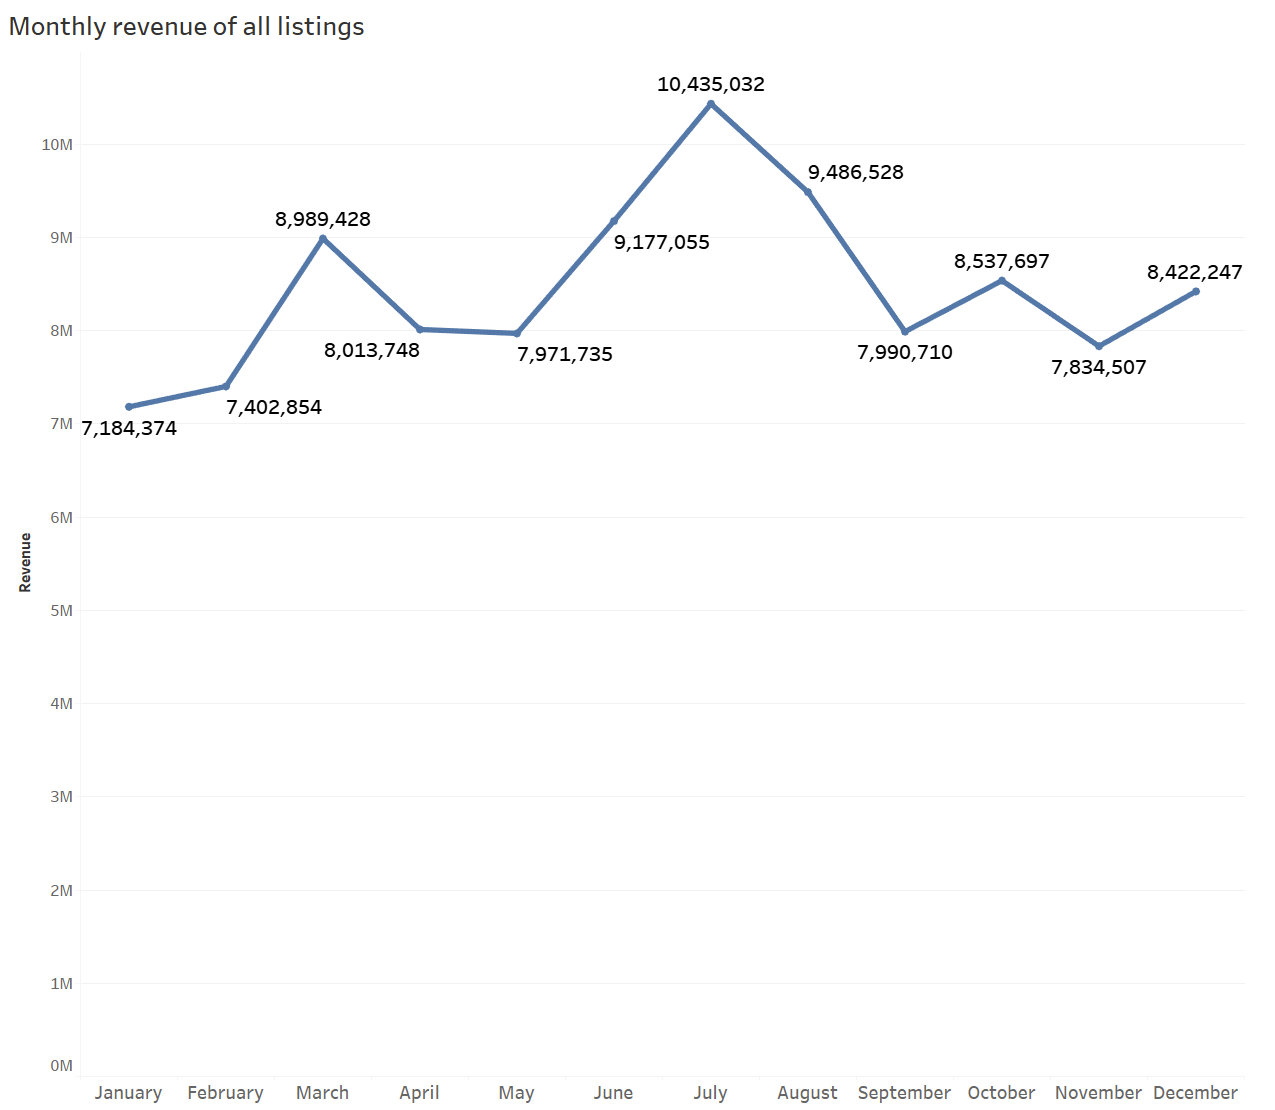 Monthly revenue of all listings
10,435,032
10M
9,486,528
8,989,428
9M
9,177,055
8,537,697
8,422,247
8M
8,013,748
7,971,735
7,990,710
7,834,507
7,402,854
7M
7,184,374
6M
Revenue
5M
4M
3M
2M
1M
0M
January February March April May June July August September October November December